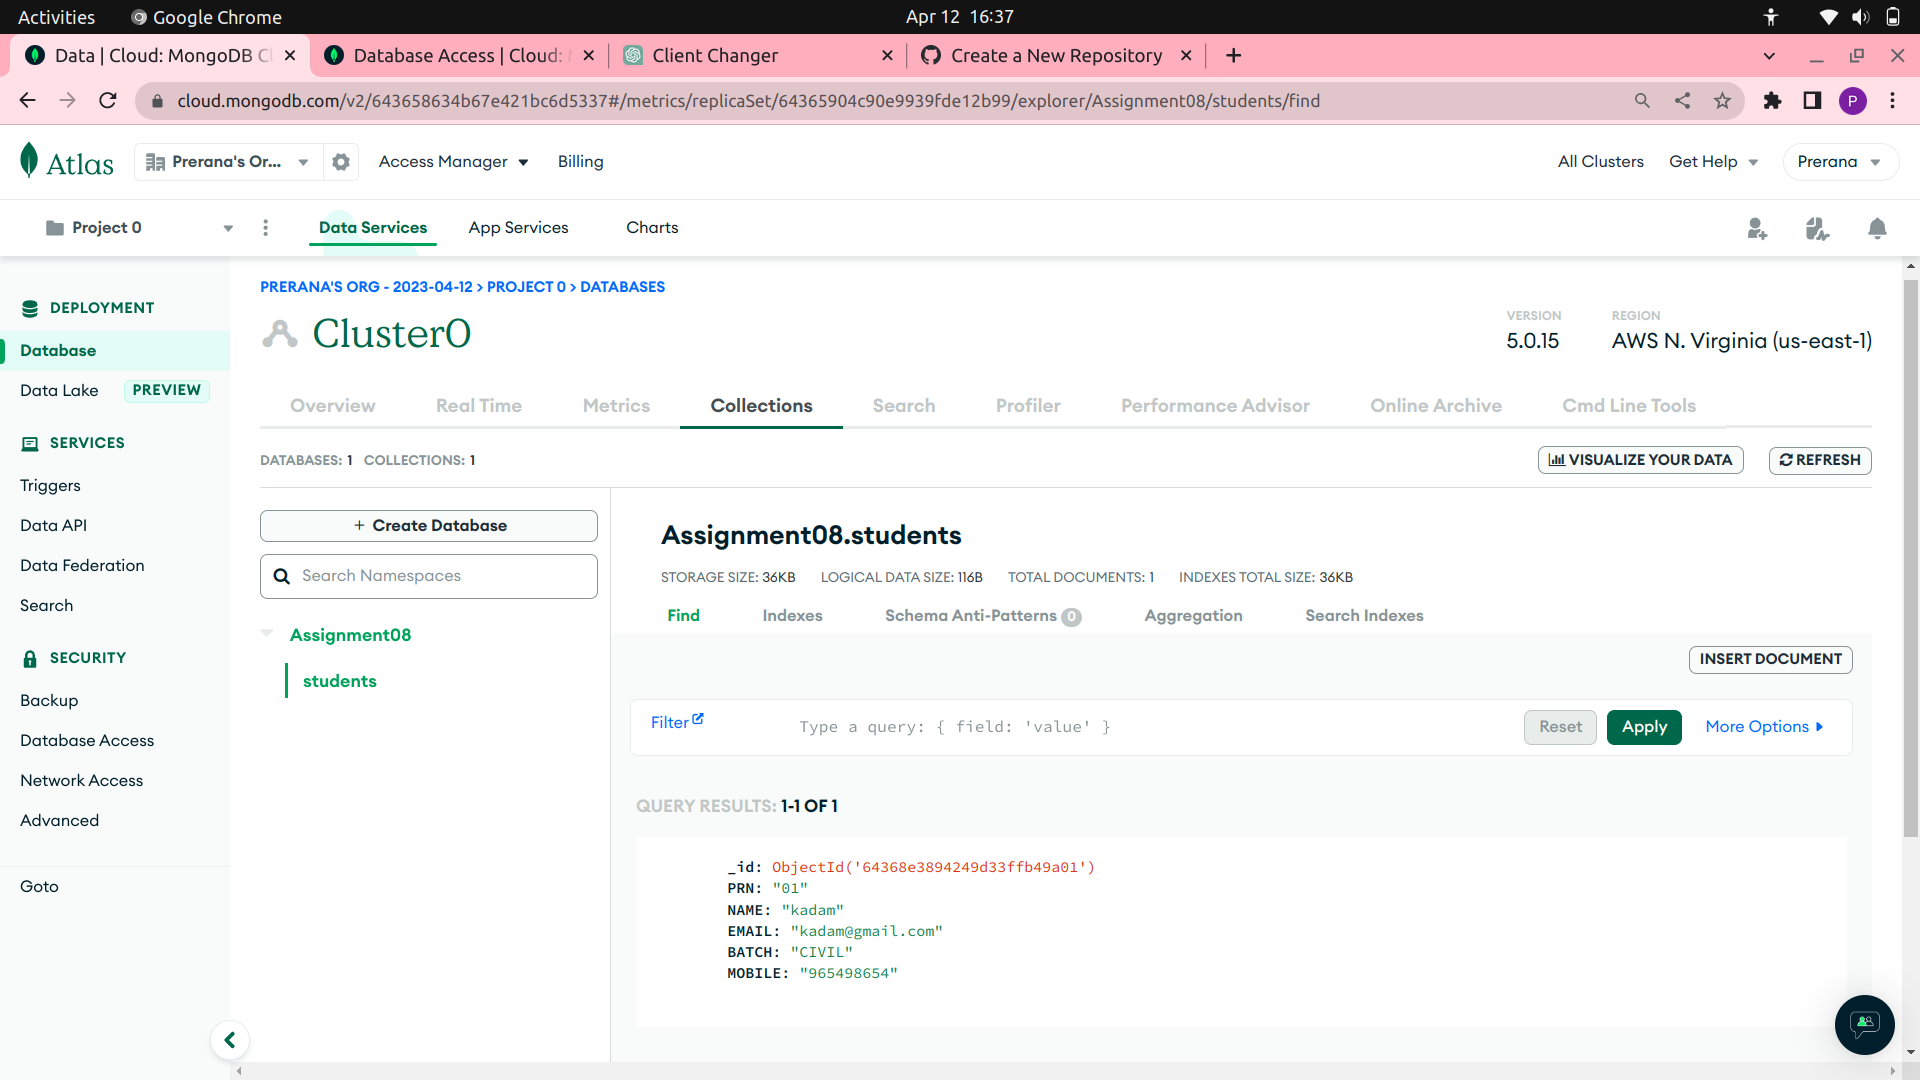 Activities
Google Chrome
Apr 12 16:37
Data | Cloud: MongoDB Cl
Database Access | Cloud: M
Client Changer
Create a New Repository
cloud.mongodb.com/v2/643658634b67e421bc6d5337#/metrics/replicaSet/64365904c90e9939fde12b99/explorer/Assignment08/students/find
P
Atlas
Prerana's Or...
Access Manager
Billing
All Clusters
Get Help
Prerana
Project 0
Data Services
App Services
Charts
DEPLOYMENT
Database
Data Lake
PREVIEW
SERVICES
Triggers
Data API
Data Federation
Search
SECURITY
Backup
Database Access
Network Access
Advanced
Goto
PRERANA'S ORG - 2023-04-12 > PROJECT 0 > DATABASES
Cluster0
VERSION
5.0.15
REGION
AWS N. Virginia (us-east-1)
Overview
Real Time
Metrics
Collections
Search
Profiler
Performance Advisor
Online Archive
Cmd Line Tools
DATABASES: 1 COLLECTIONS: 1
VISUALIZE YOUR DATA
REFRESH
+ Create Database
Search Namespaces
Assignment08
students
Assignment08.students
STORAGE SIZE: 36KB LOGICAL DATA SIZE: 116B TOTAL DOCUMENTS: 1 INDEXES TOTAL SIZE: 36KB
Find
Indexes
Schema Anti-Patterns 0
Aggregation
Search Indexes
INSERT DOCUMENT
Filter
Type a query: { field: 'value' }
Reset
Apply
More Options
QUERY RESULTS: 1-1 OF 1
_id: ObjectId('64368e3894249d33ffb49a01')
PRN: "01"
NAME: "kadam"
EMAIL: "kadam@gmail.com"
BATCH: "CIVIL"
MOBILE: "965498654"